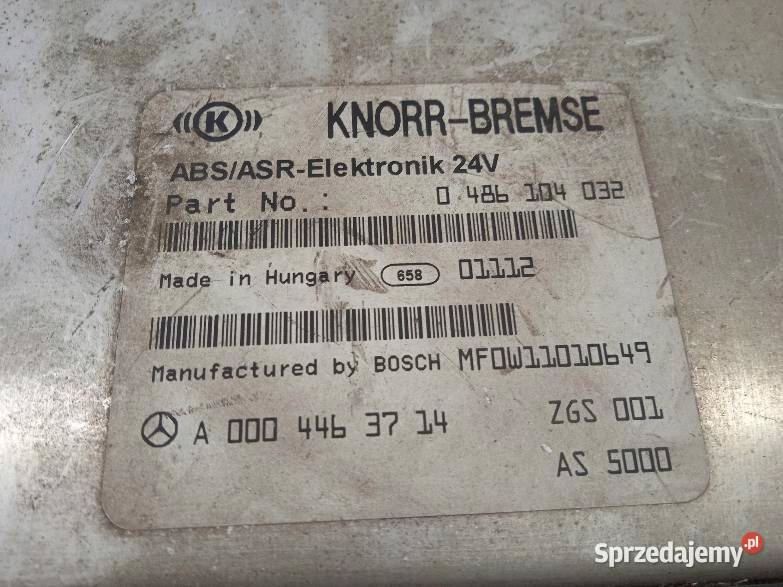 K KNORR-BREMSE
ABS/ASR-Elektronik 24V
Part No.: 0 486 104 032
Made in Hungary 658 01112
Manufactured by BOSCH MF0W11010649
A 000 446 37 14 ZGS 001
AS 5000
Sprzedajemy.pl